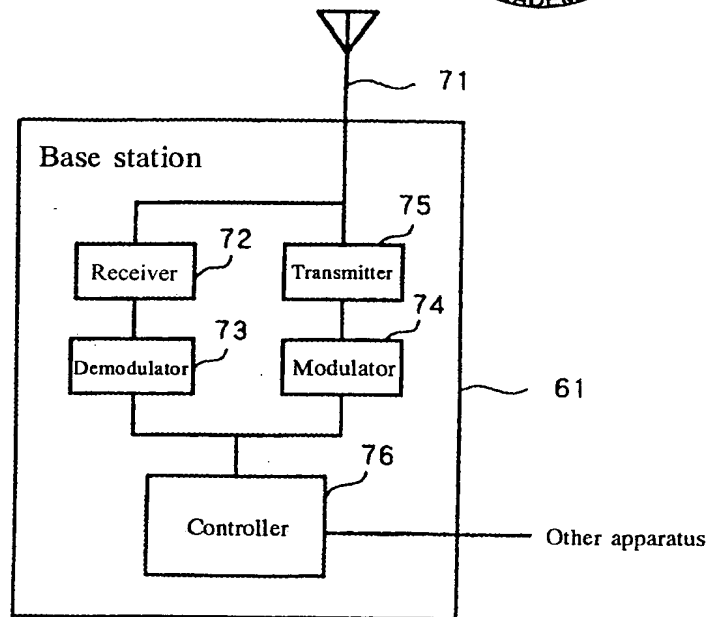 71
Base station
75
72
Receiver
Transmitter
74
73
Demodulator
Modulator
61
76
Controller
Other apparatus